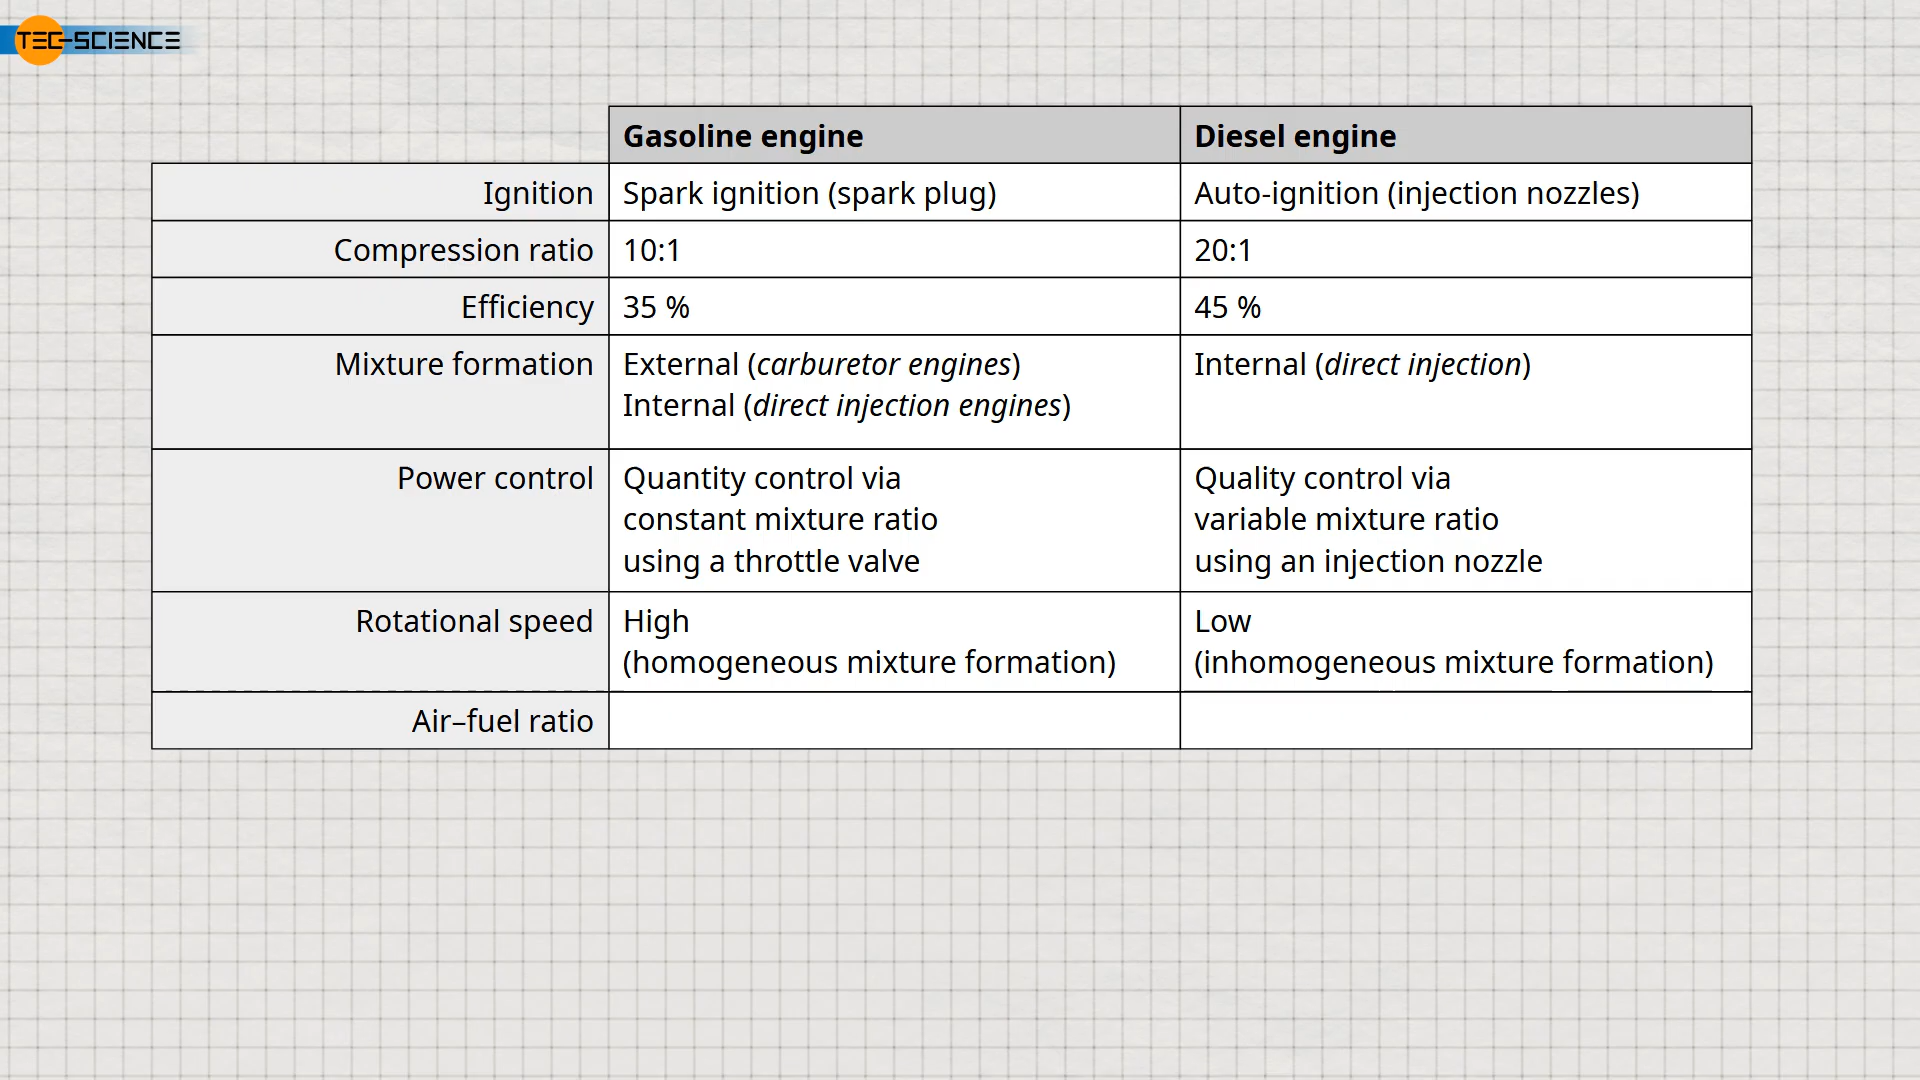 TEC-SCIENCE
Gasoline engine
Diesel engine
Ignition
Spark ignition (spark plug)
Auto-ignition (injection nozzles)
Compression ratio
10:1
20:1
Efficiency
35 %
45 %
Mixture formation
External (carburetor engines)
Internal (direct injection engines)
Internal (direct injection)
Power control
Quantity control via
constant mixture ratio
using a throttle valve
Quality control via
variable mixture ratio
using an injection nozzle
Rotational speed
High
(homogeneous mixture formation)
Low
(inhomogeneous mixture formation)
Air–fuel ratio